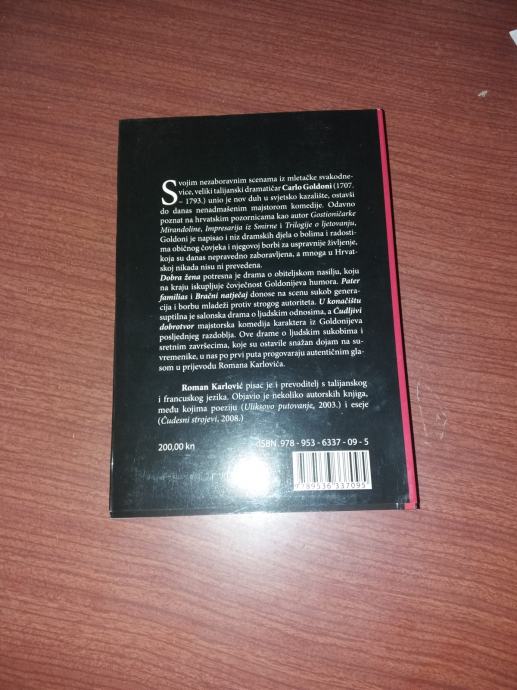 Svojim nezaboravnim scenama iz mletačke svakodne-
vice, veliki talijanski dramatičar Carlo Goldoni (1707.
– 1793.) unio je nov duh u svjetsko kazalište, ostavši
do danas nenadmašenim majstorom komedije. Odavno
poznat na hrvatskim pozornicama kao autor Gostioničarke
Mirandoline, Impresarija iz Smirne i Trilogije o ljetovanju,
Goldoni je napisao i niz dramskih djela o bolima i radosti-
ma običnog čovjeka i njegovoj borbi za uspravnije življenje,
koja su danas nepravedno zaboravljena, a mnoga u Hrvat-
skoj nikada nisu ni prevedena.
Dobra žena potresna je drama o obiteljskom nasilju, koju
na kraju iskupljuje čovječnost Goldonijeva humora. Pater
familias i Bračni natječaj donose na scenu sukob genera-
cija i borbu mladeži protiv strogog autoriteta. U konačištu
suptilna je salonska drama o ljudskim odnosima, a Čudljivi
dobrotvor majstorska komedija karaktera iz Goldonijeva
posljednjeg razdoblja. Ove drame o ljudskim sukobima i
sretnim završecima, koje su ostavile snažan dojam na su-
vremenike, u nas po prvi puta progovaraju autentičnim gla-
som u prijevodu Romana Karlovića.
Roman Karlović pisac je i prevoditelj s talijanskog
i francuskog jezika. Objavio je nekoliko autorskih knjiga,
među kojima poeziju (Uliksovo putovanje, 2003.) i eseje
(Čudesni strojevi, 2008.)
200,00 kn
ISBN 978 - 953 - 6337 - 09 - 5
9789536337095